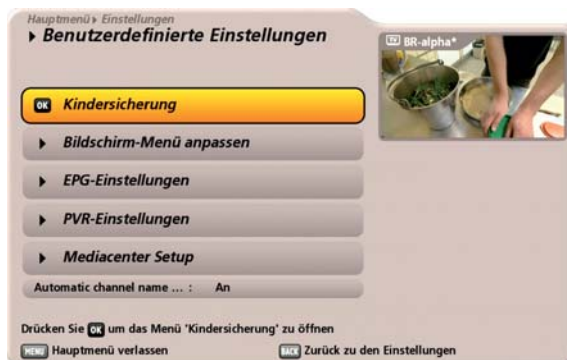 Hauptmenü Einstellungen
Benutzerdefinierte Einstellungen
TV BR-alpha*
OK Kindersicherung
Bildschirm-Menü anpassen
EPG-Einstellungen
PVR-Einstellungen
Mediacenter Setup
Automatic channel name ... : An
Drücken Sie OK um das Menü 'Kindersicherung' zu öffnen
MENU Hauptmenü verlassen BACK Zurück zu den Einstellungen